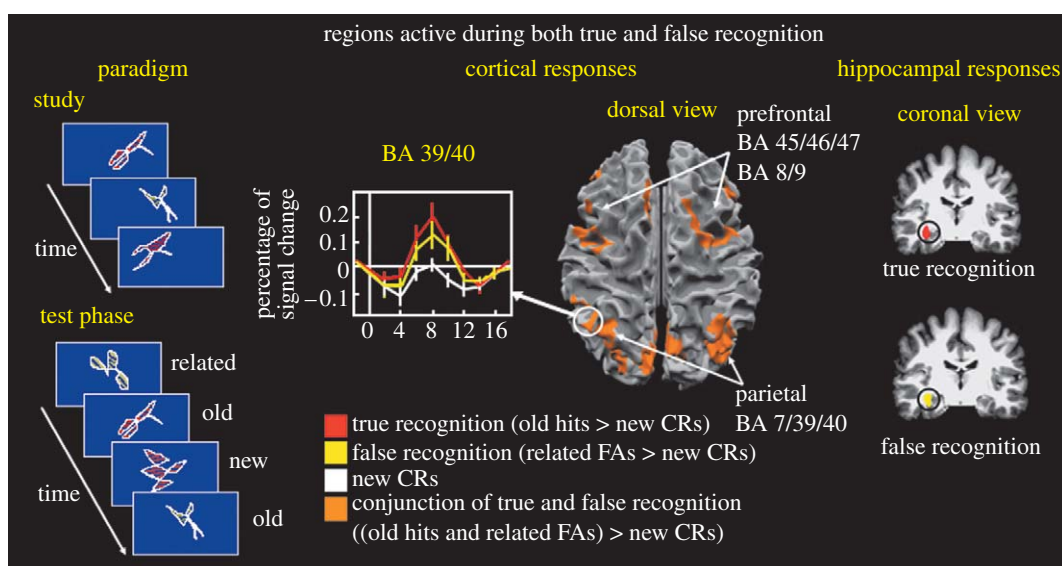 regions active during both true and false recognition
paradigm
cortical responses
hippocampal responses
study
time
test phase
related
old
new
old
time
BA 39/40
percentage of
signal change
0.2
0.1
0
−0.1
0 4 8 12 16
dorsal view
prefrontal
BA 45/46/47
BA 8/9
parietal
BA 7/39/40
true recognition (old hits > new CRs)
false recognition (related FAs > new CRs)
new CRs
conjunction of true and false recognition
((old hits and related FAs) > new CRs)
coronal view
true recognition
false recognition